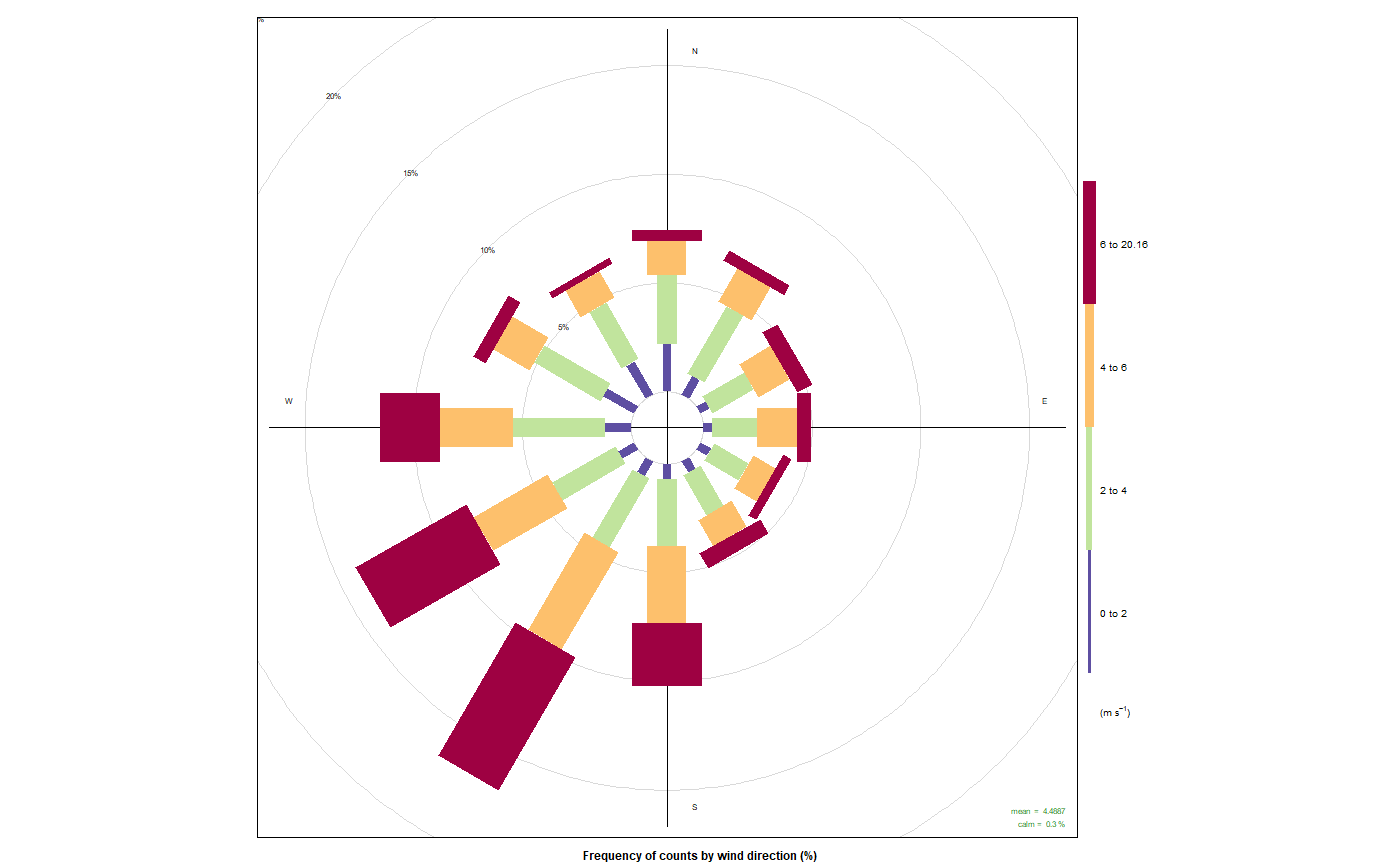 %
N
20%
15%
10%
5%
W
E
S
6 to 20.16
4 to 6
2 to 4
0 to 2
(m s⁻¹)
mean = 4.4887
calm = 0.3 %
Frequency of counts by wind direction (%)